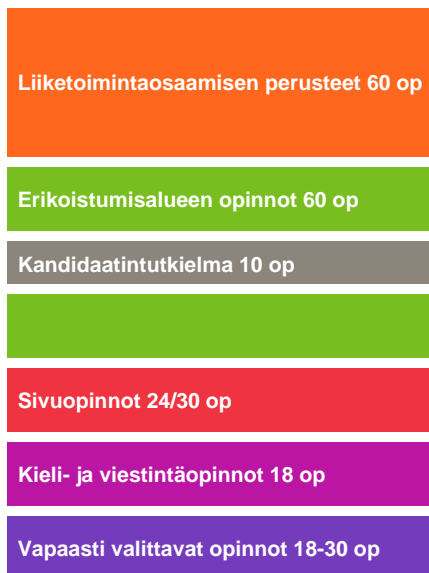 Liiketoimintaosaamisen perusteet 60 op
Erikoistumisalueen opinnot 60 op
Kandidaatintutkielma 10 op
Sivuopinnot 24/30 op
Kieli- ja viestintäopinnot 18 op
Vapaasti valittavat opinnot 18-30 op